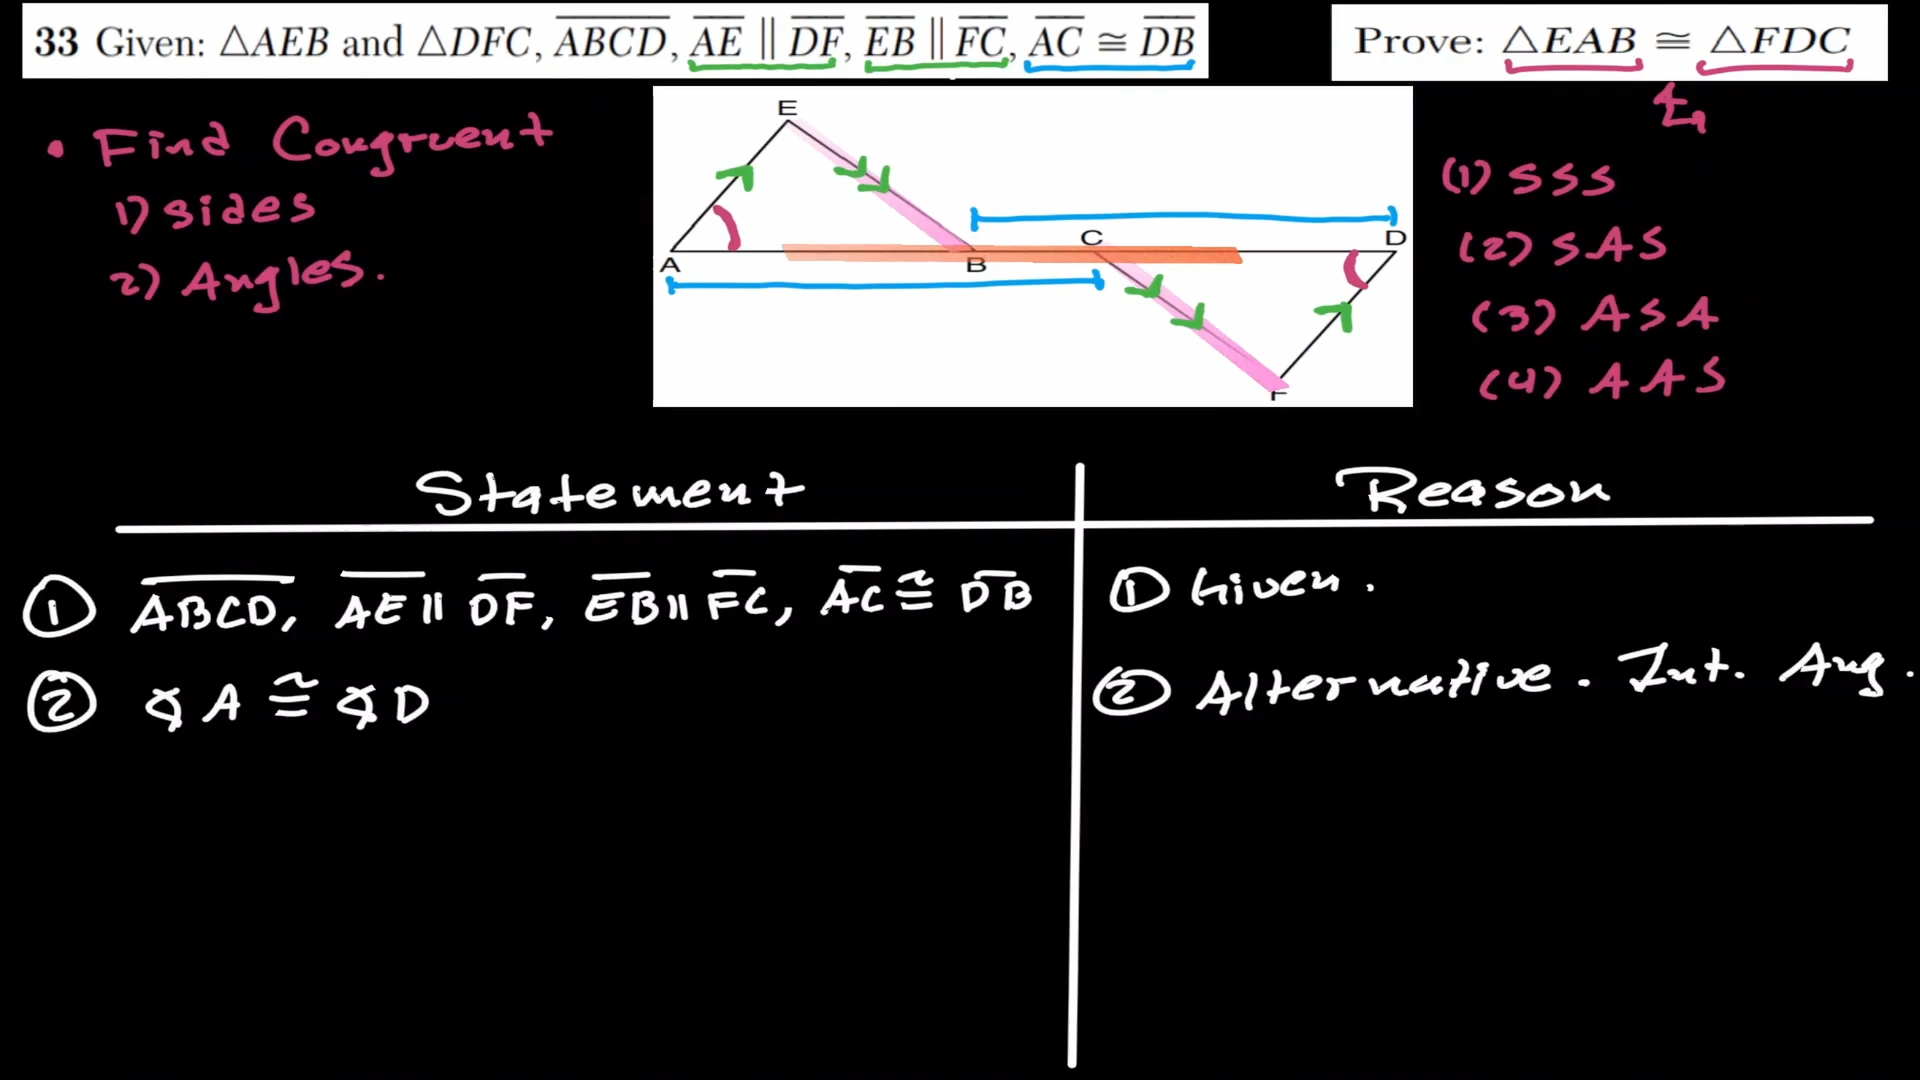 33 Given: △AEB and △DFC, ABCD, AE ∥ DF, EB ∥ FC, AC ≅ DB
Prove: △EAB ≅ △FDC
• Find Congruent
1) sides
2) Angles.
E
A
B
C
D
F
(1) SSS
(2) SAS
(3) ASA
(4) AAS
Statement
Reason
① ABCD, AE ∥ DF, EB ∥ FC, AC ≅ DB
① Given.
② ∢ A ≅ ∢ D
② Alternative. Int. Ang.